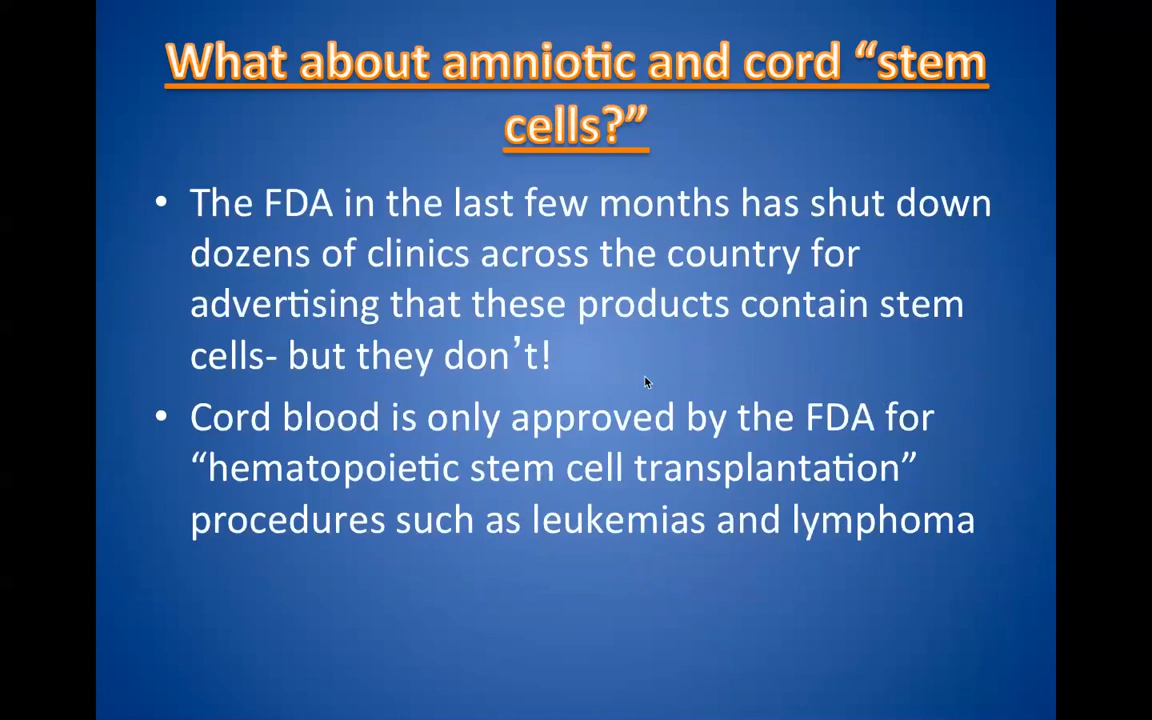 What about amniotic and cord “stem
cells?”
• The FDA in the last few months has shut down
dozens of clinics across the country for
advertising that these products contain stem
cells- but they don’t!
• Cord blood is only approved by the FDA for
“hematopoietic stem cell transplantation”
procedures such as leukemias and lymphoma